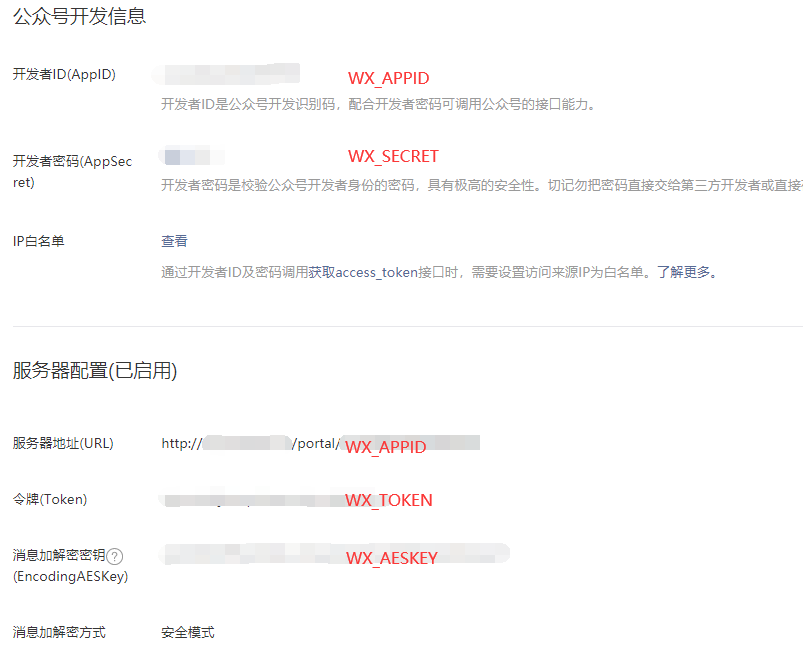 公众号开发信息
开发者ID(AppID)
WX_APPID
开发者ID是公众号开发识别码，配合开发者密码可调用公众号的接口能力。
开发者密码(AppSec
ret)
WX_SECRET
开发者密码是校验公众号开发者身份的密码，具有极高的安全性。切记勿把密码直接交给第三方开发者或直接
IP白名单
查看
通过开发者ID及密码调用获取access_token接口时，需要设置访问来源IP为白名单。了解更多。
服务器配置(已启用)
服务器地址(URL)
http:// /portal/ WX_APPID
令牌(Token)
WX_TOKEN
消息加解密密钥?
(EncodingAESKey)
WX_AESKEY
消息加解密方式
安全模式